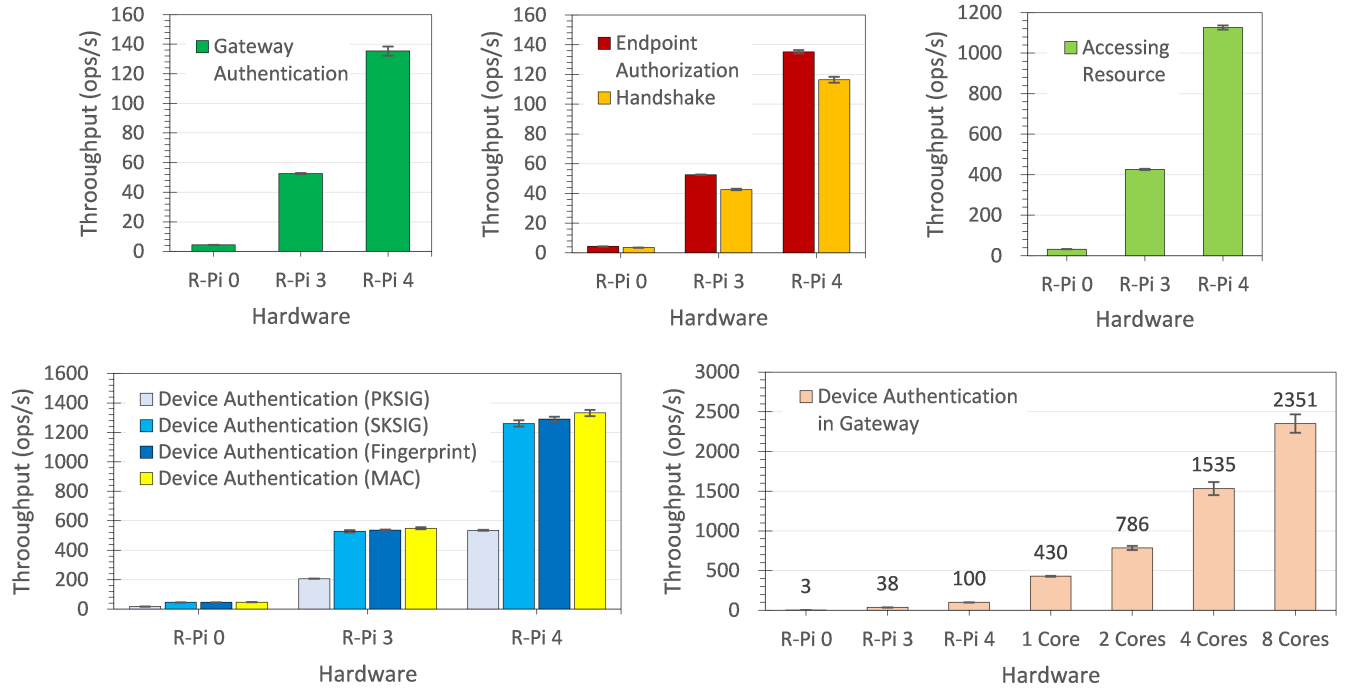 Throoughput (ops/s)
160
140
120
100
80
60
40
20
0
Gateway
Authentication
R-Pi 0 R-Pi 3 R-Pi 4
Hardware
Throoughput (ops/s)
160
140
120
100
80
60
40
20
0
Endpoint
Authorization
Handshake
R-Pi 0 R-Pi 3 R-Pi 4
Hardware
Throoughput (ops/s)
1200
1000
800
600
400
200
0
Accessing
Resource
R-Pi 0 R-Pi 3 R-Pi 4
Hardware
Throoughput (ops/s)
1600
1400
1200
1000
800
600
400
200
0
Device Authentication (PKSIG)
Device Authentication (SKSIG)
Device Authentication (Fingerprint)
Device Authentication (MAC)
R-Pi 0 R-Pi 3 R-Pi 4
Hardware
Throoughput (ops/s)
3000
2500
2000
1500
1000
500
0
Device Authentication
in Gateway
3 38 100 430 786 1535 2351
R-Pi 0 R-Pi 3 R-Pi 4 1 Core 2 Cores 4 Cores 8 Cores
Hardware